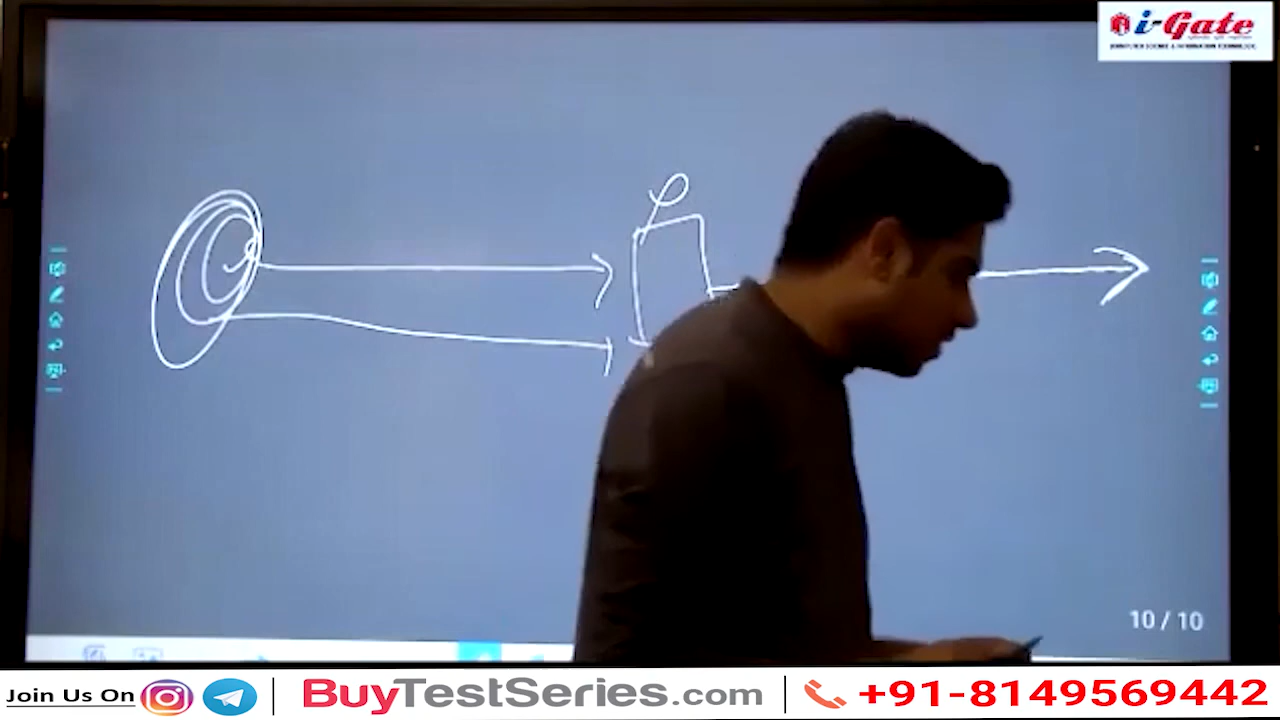 i-Gate
10 / 10
Join Us On
BuyTestSeries.com
+91-8149569442